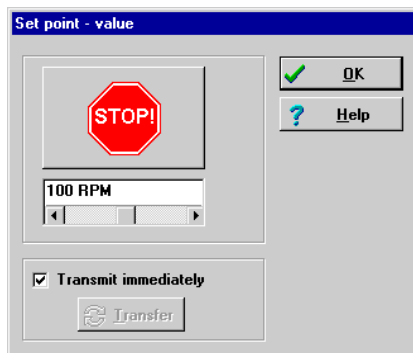 Set point - value
STOP!
OK
Help
100 RPM
Transmit immediately
Transfer